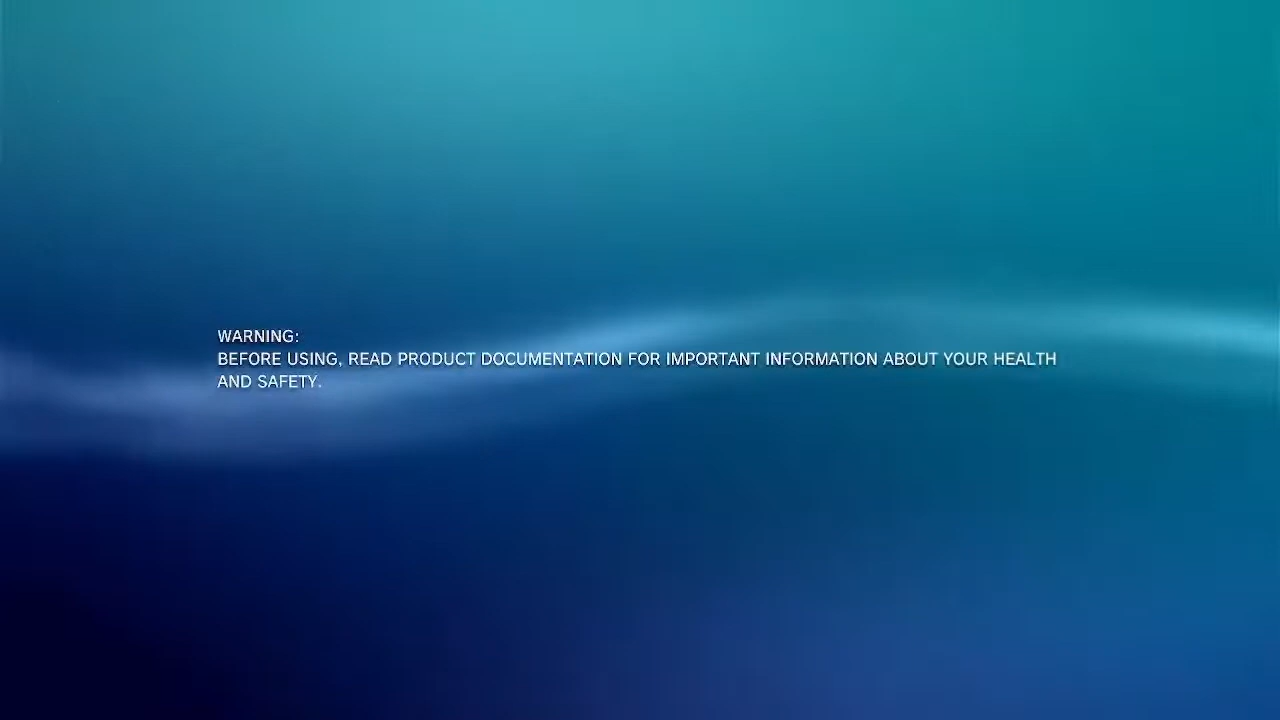 WARNING:
BEFORE USING, READ PRODUCT DOCUMENTATION FOR IMPORTANT INFORMATION ABOUT YOUR HEALTH
AND SAFETY.